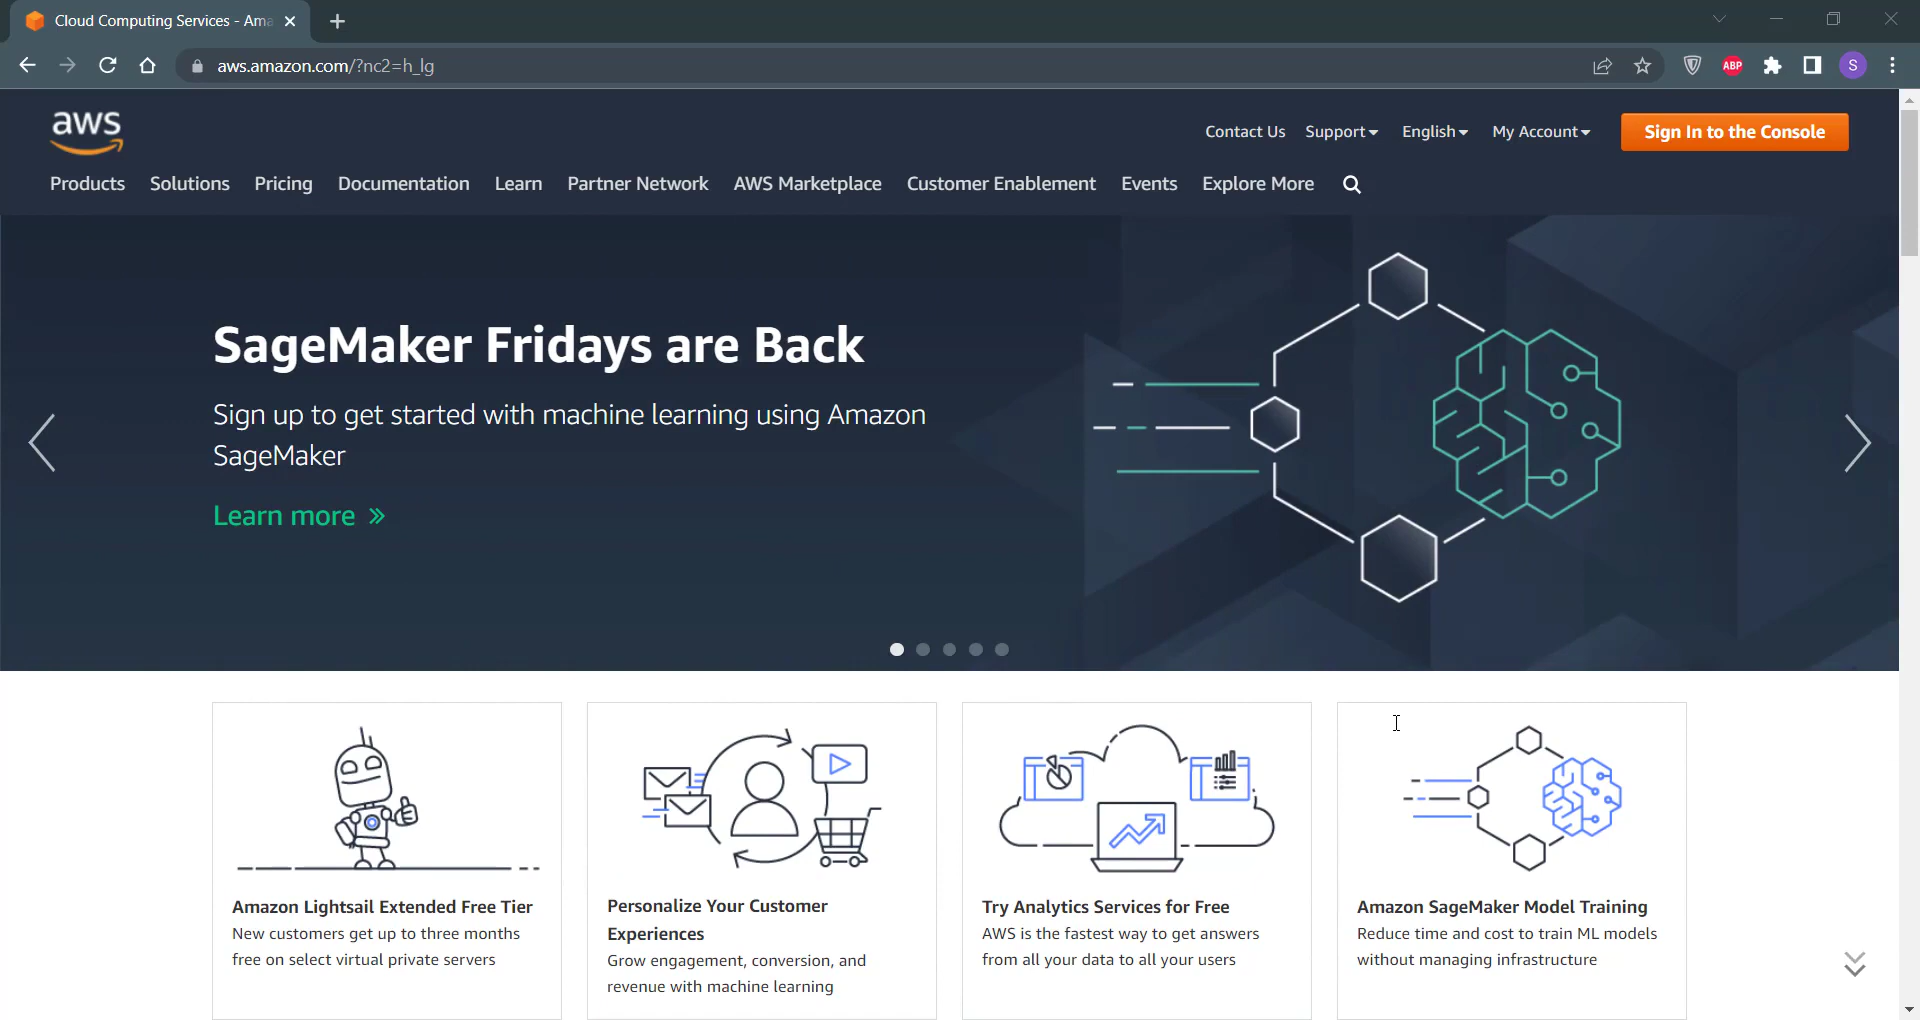 Cloud Computing Services - Ama
aws.amazon.com/?nc2=h_lg
ABP
S
aws
Contact Us Support English My Account Sign In to the Console
Products Solutions Pricing Documentation Learn Partner Network AWS Marketplace Customer Enablement Events Explore More
SageMaker Fridays are Back
Sign up to get started with machine learning using Amazon
SageMaker
Learn more »
Amazon Lightsail Extended Free Tier
New customers get up to three months
free on select virtual private servers
Personalize Your Customer
Experiences
Grow engagement, conversion, and
revenue with machine learning
Try Analytics Services for Free
AWS is the fastest way to get answers
from all your data to all your users
Amazon SageMaker Model Training
Reduce time and cost to train ML models
without managing infrastructure